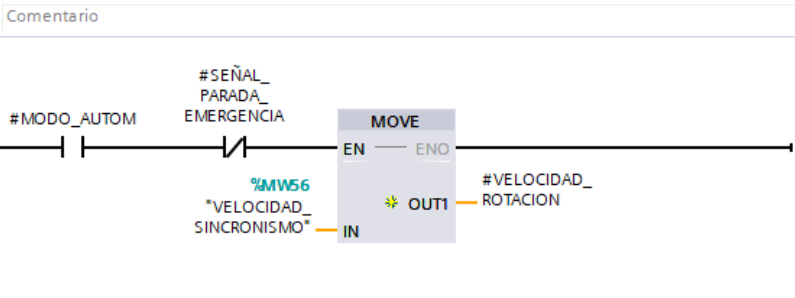 Comentario
#SEÑAL_
PARADA_
EMERGENCIA
#MODO_AUTOM
MOVE
EN
ENO
%MW56
"VELOCIDAD_
SINCRONISMO"
IN
OUT1
#VELOCIDAD_
ROTACION